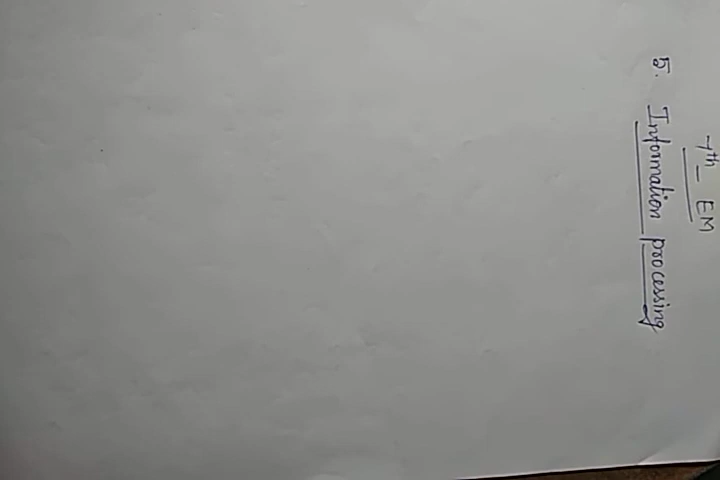 7th - EM
5. Information processing